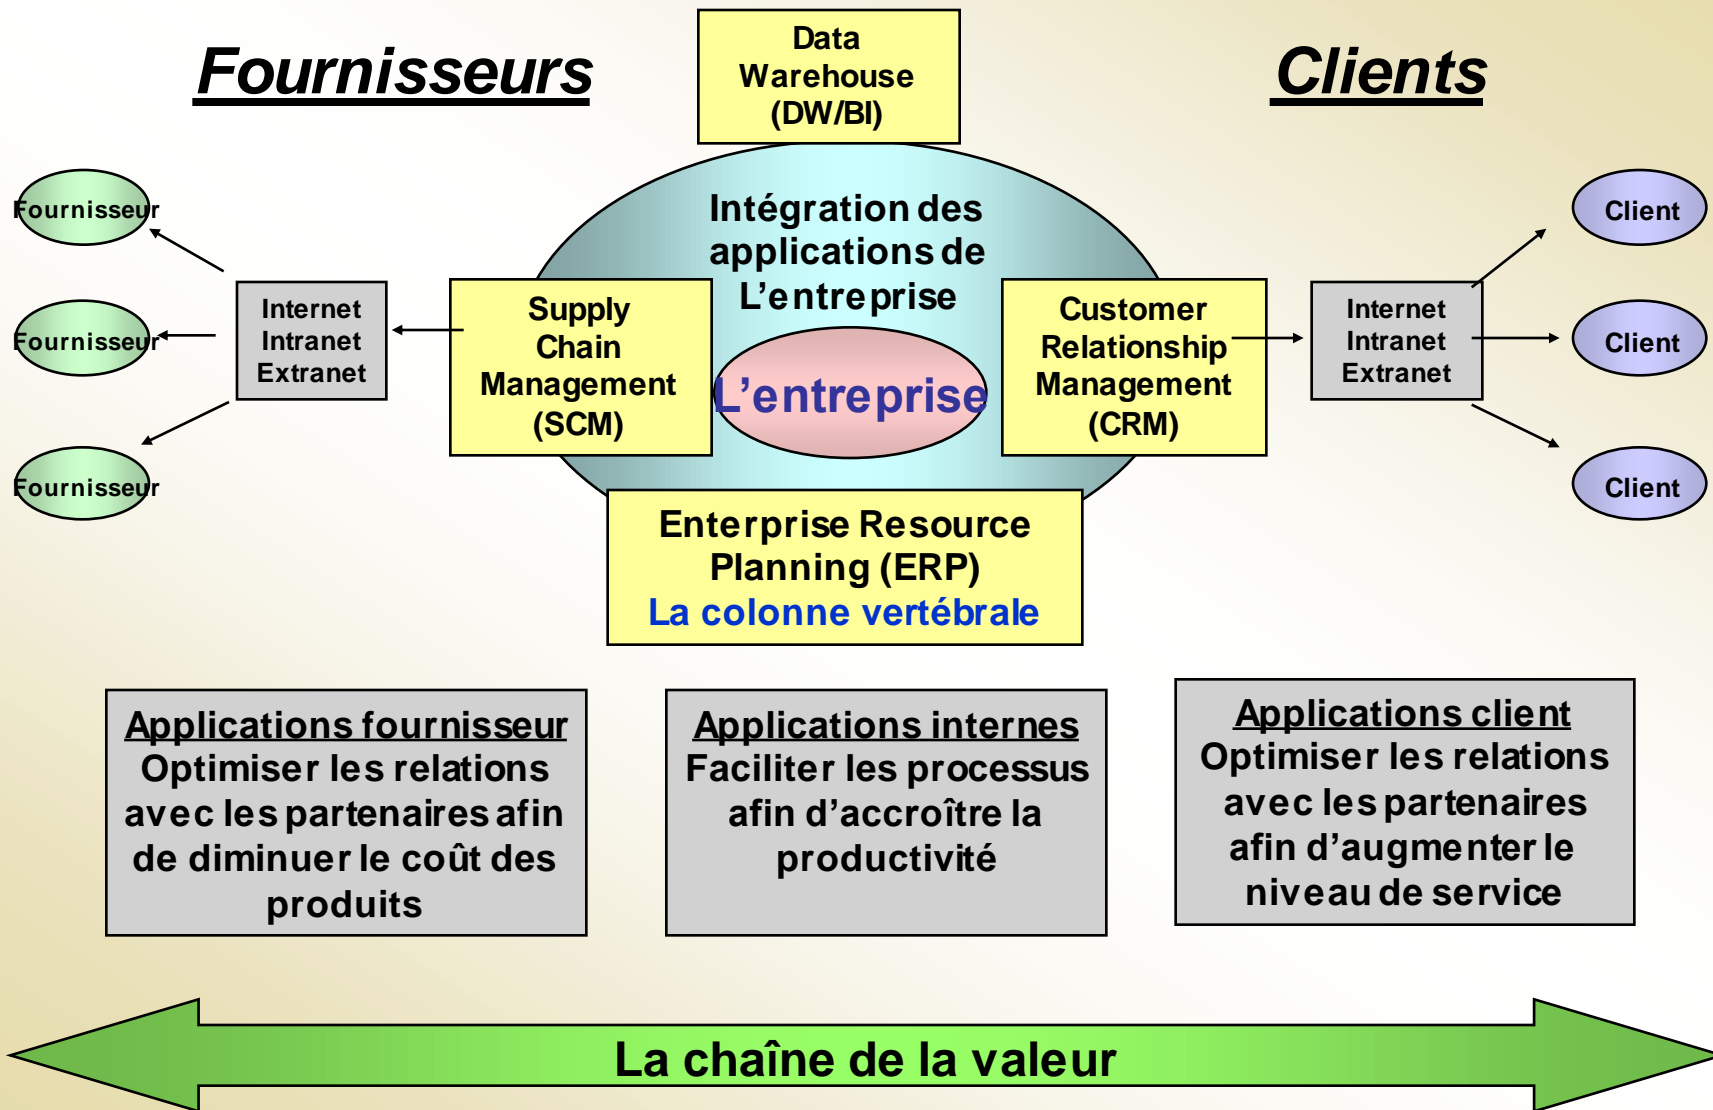 Fournisseurs
Data
Warehouse
(DW/BI)
Clients
Fournisseur
Fournisseur
Fournisseur
Internet
Intranet
Extranet
Supply
Chain
Management
(SCM)
Intégration des
applications de
L’entreprise
L’entreprise
Customer
Relationship
Management
(CRM)
Internet
Intranet
Extranet
Client
Client
Client
Enterprise Resource
Planning (ERP)
La colonne vertébrale
Applications fournisseur
Optimiser les relations
avec les partenaires afin
de diminuer le coût des
produits
Applications internes
Faciliter les processus
afin d’accroître la
productivité
Applications client
Optimiser les relations
avec les partenaires
afin d’augmenter le
niveau de service
La chaîne de la valeur